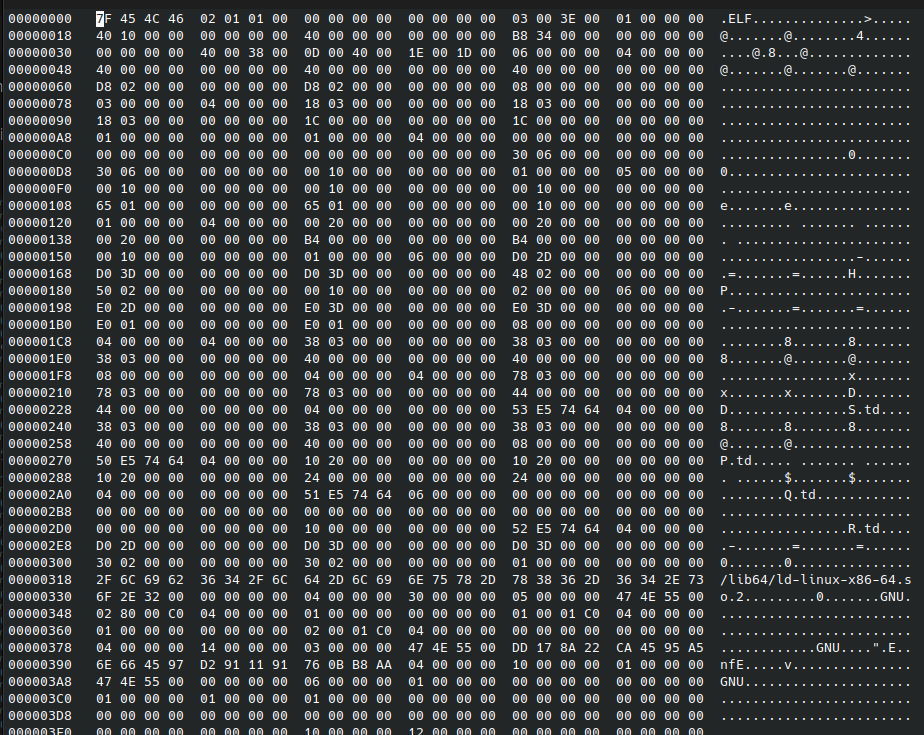 00000000 7F 45 4C 46 02 01 01 00 00 00 00 00 00 00 00 00 03 00 3E 00 01 00 00 00 .ELF..............>.....
00000018 40 10 00 00 00 00 00 00 40 00 00 00 00 00 00 00 B8 34 00 00 00 00 00 00 @.......@........4......
00000030 00 00 00 00 40 00 38 00 0D 00 40 00 1E 00 1D 00 06 00 00 00 04 00 00 00 ....@.8...@.............
00000048 40 00 00 00 00 00 00 00 40 00 00 00 00 00 00 00 40 00 00 00 00 00 00 00 @.......@.......@.......
00000060 D8 02 00 00 00 00 00 00 D8 02 00 00 00 00 00 00 08 00 00 00 00 00 00 00 ........................
00000078 03 00 00 00 04 00 00 00 18 03 00 00 00 00 00 00 18 03 00 00 00 00 00 00 ........................
00000090 18 03 00 00 00 00 00 00 1C 00 00 00 00 00 00 00 1C 00 00 00 00 00 00 00 ........................
000000A8 01 00 00 00 00 00 00 00 01 00 00 00 04 00 00 00 00 00 00 00 00 00 00 00 ........................
000000C0 00 00 00 00 00 00 00 00 00 00 00 00 00 00 00 00 30 06 00 00 00 00 00 00 ................0.......
000000D8 30 06 00 00 00 00 00 00 00 10 00 00 00 00 00 00 01 00 00 00 05 00 00 00 0.......................
000000F0 00 10 00 00 00 00 00 00 00 10 00 00 00 00 00 00 00 10 00 00 00 00 00 00 ........................
00000108 65 01 00 00 00 00 00 00 65 01 00 00 00 00 00 00 00 10 00 00 00 00 00 00 e.......e...............
00000120 01 00 00 00 04 00 00 00 00 20 00 00 00 00 00 00 00 20 00 00 00 00 00 00 ......... ....... ......
00000138 00 20 00 00 00 00 00 00 B4 00 00 00 00 00 00 00 B4 00 00 00 00 00 00 00 . ......................
00000150 00 10 00 00 00 00 00 00 01 00 00 00 06 00 00 00 D0 2D 00 00 00 00 00 00 .................-......
00000168 D0 3D 00 00 00 00 00 00 D0 3D 00 00 00 00 00 00 48 02 00 00 00 00 00 00 .=.......=......H.......
00000180 50 02 00 00 00 00 00 00 00 10 00 00 00 00 00 00 02 00 00 00 06 00 00 00 P.......................
00000198 E0 2D 00 00 00 00 00 00 E0 3D 00 00 00 00 00 00 E0 3D 00 00 00 00 00 00 .-.......=.......=......
000001B0 E0 01 00 00 00 00 00 00 E0 01 00 00 00 00 00 00 08 00 00 00 00 00 00 00 ........................
000001C8 04 00 00 00 04 00 00 00 38 03 00 00 00 00 00 00 38 03 00 00 00 00 00 00 ........8.......8.......
000001E0 38 03 00 00 00 00 00 00 40 00 00 00 00 00 00 00 40 00 00 00 00 00 00 00 8.......@.......@.......
000001F8 08 00 00 00 00 00 00 00 04 00 00 00 04 00 00 00 78 03 00 00 00 00 00 00 ................x.......
00000210 78 03 00 00 00 00 00 00 78 03 00 00 00 00 00 00 44 00 00 00 00 00 00 00 x.......x.......D.......
00000228 44 00 00 00 00 00 00 00 04 00 00 00 00 00 00 00 53 E5 74 64 04 00 00 00 D...............S.td....
00000240 38 03 00 00 00 00 00 00 38 03 00 00 00 00 00 00 38 03 00 00 00 00 00 00 8.......8.......8.......
00000258 40 00 00 00 00 00 00 00 40 00 00 00 00 00 00 00 08 00 00 00 00 00 00 00 @.......@...............
00000270 50 E5 74 64 04 00 00 00 10 20 00 00 00 00 00 00 10 20 00 00 00 00 00 00 P.td..... ....... ......
00000288 10 20 00 00 00 00 00 00 24 00 00 00 00 00 00 00 24 00 00 00 00 00 00 00 . ......$.......$.......
000002A0 04 00 00 00 00 00 00 00 51 E5 74 64 06 00 00 00 00 00 00 00 00 00 00 00 ........Q.td............
000002B8 00 00 00 00 00 00 00 00 00 00 00 00 00 00 00 00 00 00 00 00 00 00 00 00 ........................
000002D0 00 00 00 00 00 00 00 00 10 00 00 00 00 00 00 00 52 E5 74 64 04 00 00 00 ................R.td....
000002E8 D0 2D 00 00 00 00 00 00 D0 3D 00 00 00 00 00 00 D0 3D 00 00 00 00 00 00 .-.......=.......=......
00000300 30 02 00 00 00 00 00 00 30 02 00 00 00 00 00 00 01 00 00 00 00 00 00 00 0.......0...............
00000318 2F 6C 69 62 36 34 2F 6C 64 2D 6C 69 6E 75 78 2D 78 38 36 2D 36 34 2E 73 /lib64/ld-linux-x86-64.s
00000330 6F 2E 32 00 00 00 00 00 04 00 00 00 30 00 00 00 05 00 00 00 47 4E 55 00 o.2.........0.......GNU.
00000348 02 80 00 C0 04 00 00 00 01 00 00 00 00 00 00 00 01 00 01 C0 04 00 00 00 ........................
00000360 01 00 00 00 00 00 00 00 02 00 01 C0 04 00 00 00 00 00 00 00 00 00 00 00 ........................
00000378 04 00 00 00 14 00 00 00 03 00 00 00 47 4E 55 00 DD 17 8A 22 CA 45 95 A5 ............GNU....".E..
00000390 6E 66 45 97 D2 91 11 91 76 0B B8 AA 04 00 00 00 10 00 00 00 01 00 00 00 nfE.....v...............
000003A8 47 4E 55 00 00 00 00 00 06 00 00 00 01 00 00 00 00 00 00 00 00 00 00 00 GNU.....................
000003C0 01 00 00 00 01 00 00 00 01 00 00 00 00 00 00 00 00 00 00 00 00 00 00 00 ........................
000003D8 00 00 00 00 00 00 00 00 00 00 00 00 00 00 00 00 00 00 00 00 00 00 00 00 ........................
000003F0 00 00 00 00 00 00 00 00 10 00 00 00 12 00 00 00 00 00 00 00 00 00 00 00